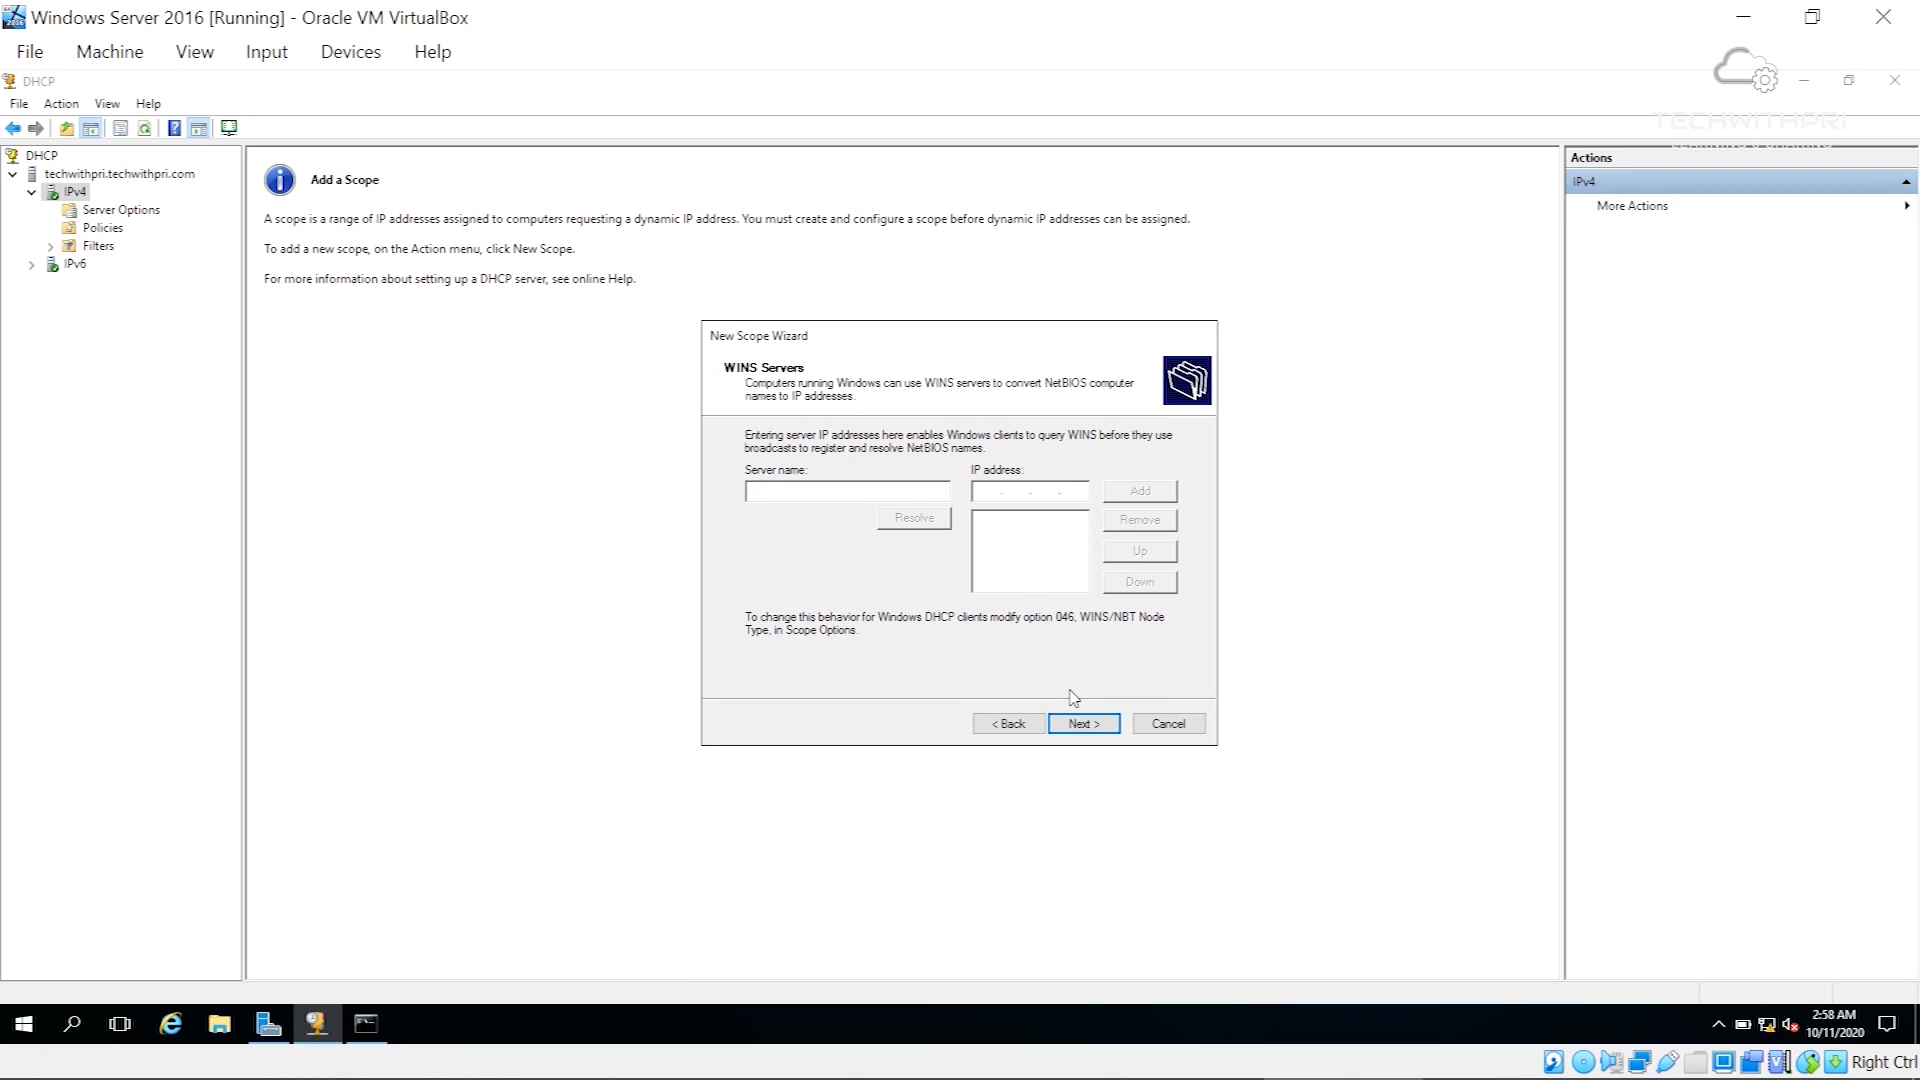 Windows Server 2016 [Running] - Oracle VM VirtualBox
File Machine View Input Devices Help
DHCP
TECHWITHPRI
File Action View Help
DHCP
techwithpri.techwithpri.com
IPv4
Server Options
Policies
Filters
IPv6
Add a Scope
A scope is a range of IP addresses assigned to computers requesting a dynamic IP address. You must create and configure a scope before dynamic IP addresses can be assigned.
To add a new scope, on the Action menu, click New Scope.
For more information about setting up a DHCP server, see online Help.
Actions
IPv4
More Actions
New Scope Wizard
WINS Servers
Computers running Windows can use WINS servers to convert NetBIOS computer
names to IP addresses.
Entering server IP addresses here enables Windows clients to query WINS before they use
broadcasts to register and resolve NetBIOS names.
Server name:
IP address:
Add
Resolve
Remove
Up
Down
To change this behavior for Windows DHCP clients modify option 046, WINS/NBT Node
Type, in Scope Options.
< Back
Next >
Cancel
2:58 AM
10/11/2020
Right Ctrl